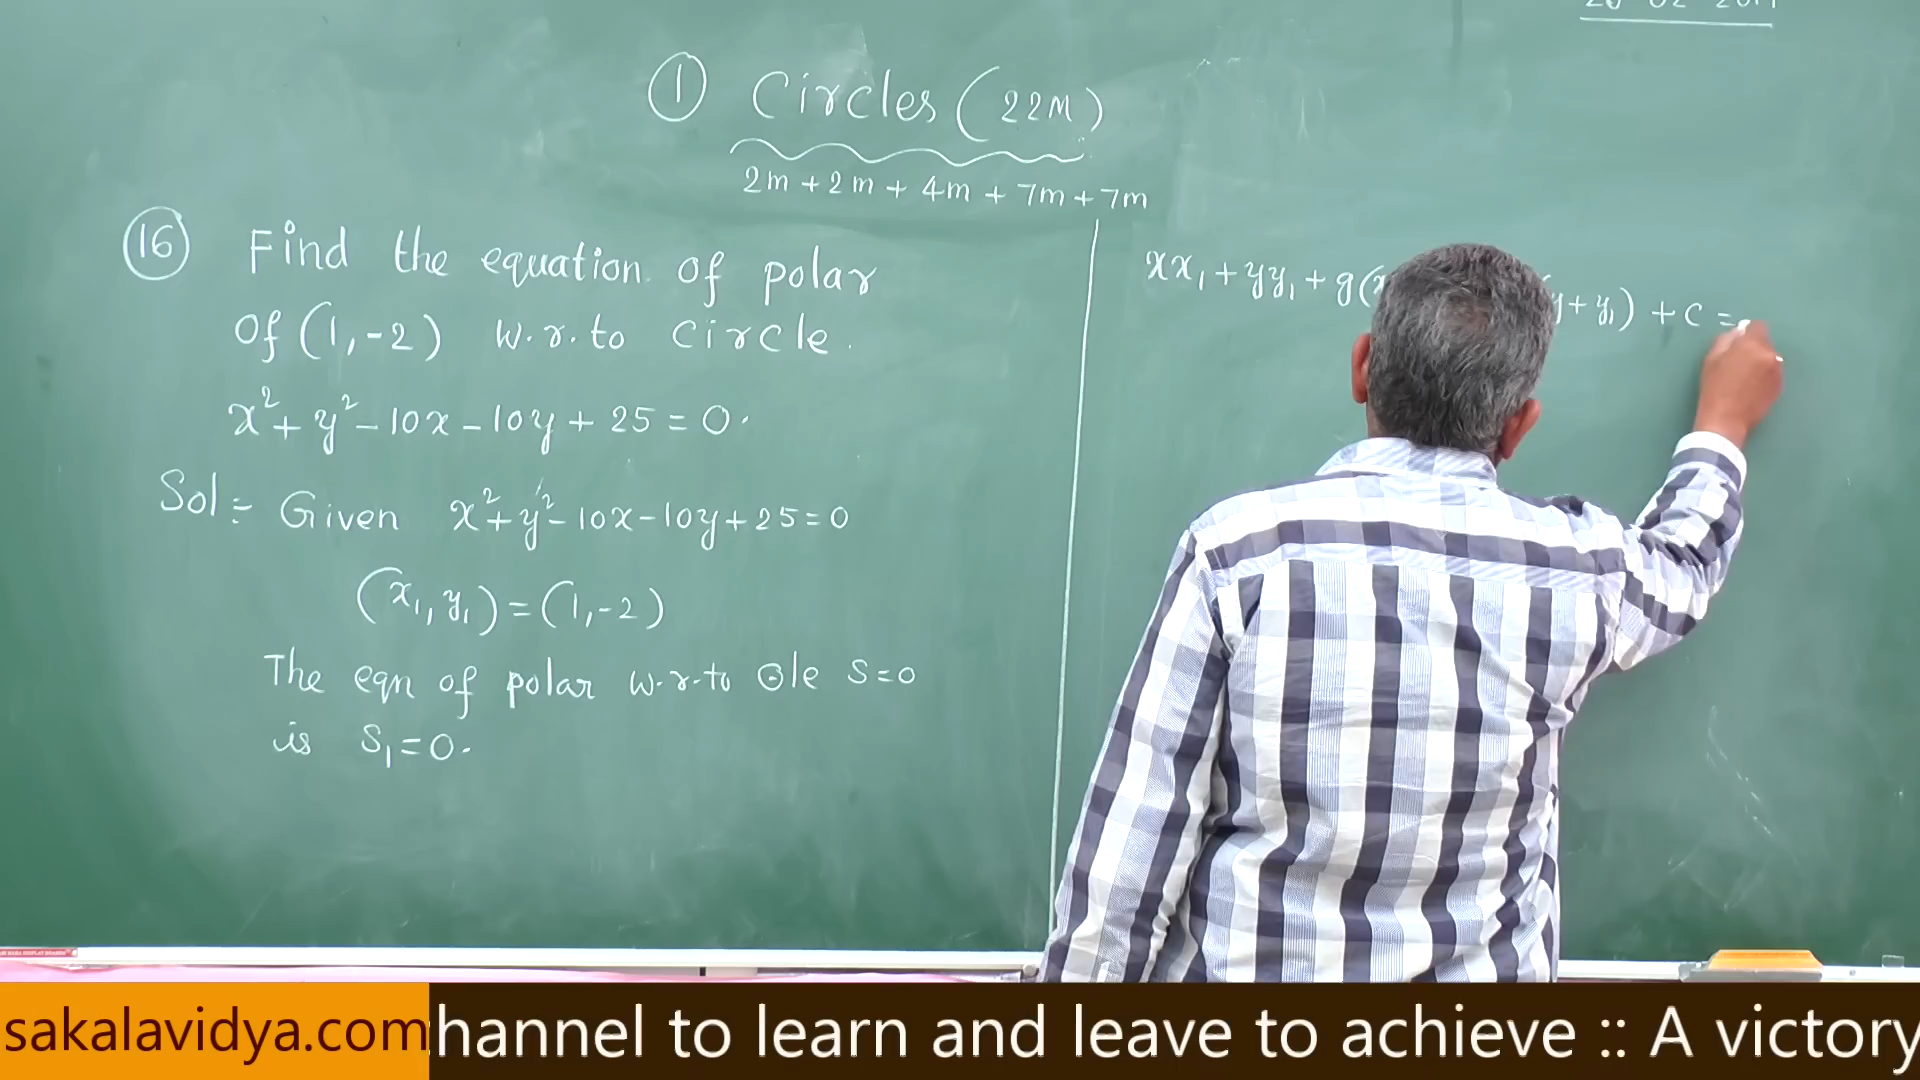 ① Circles (22M)
2m + 2m + 4m + 7m + 7m
⑯ Find the equation of polar
of (1, -2) w.r.to circle.
x² + y² - 10x - 10y + 25 = 0.
Sol:- Given x² + y² - 10x - 10y + 25 = 0
(x₁, y₁) = (1, -2)
The eqn of polar w.r.to ⊙le S=0
is S₁ = 0.
xx₁ + yy₁ + g( y + y₁) + c =
sakalavidya.com
hannel to learn and leave to achieve :: A victory